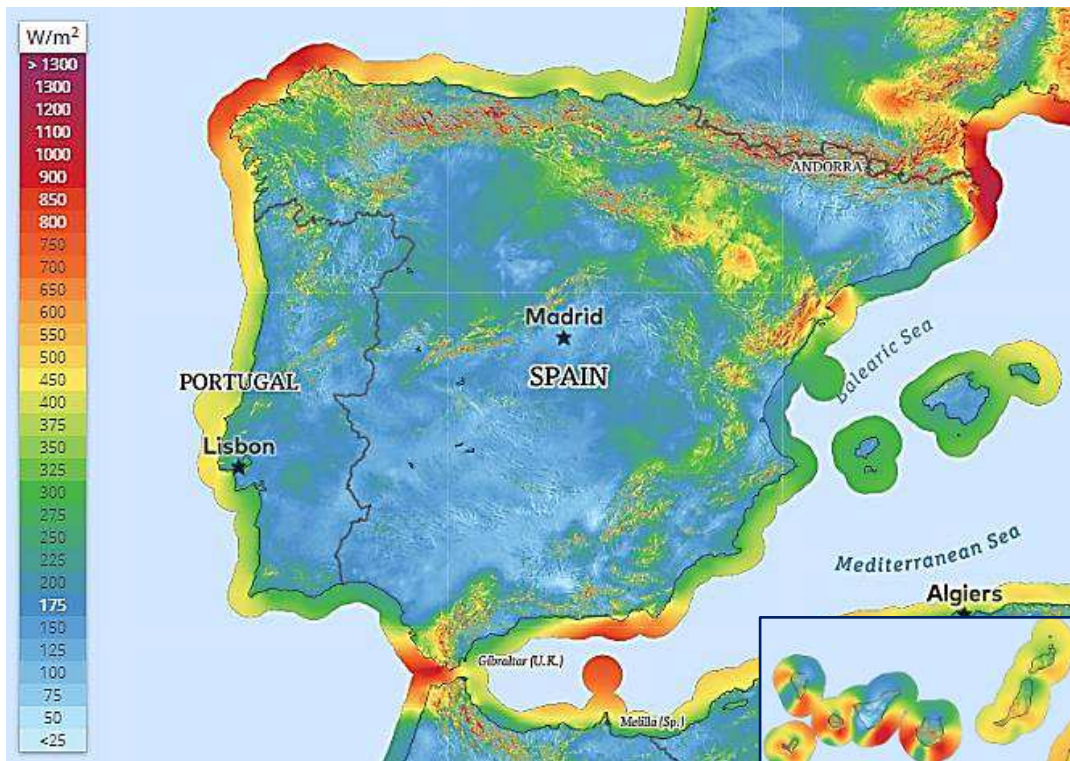 W/m²
> 1300
1300
1200
1100
1000
900
850
800
750
700
650
600
550
500
450
400
375
350
325
300
275
250
225
200
175
150
125
100
75
50
<25
ANDORRA
Madrid
SPAIN
PORTUGAL
Lisbon
Balearic Sea
Mediterranean Sea
Algiers
Gibraltar (U.K.)
Melilla (Sp.)